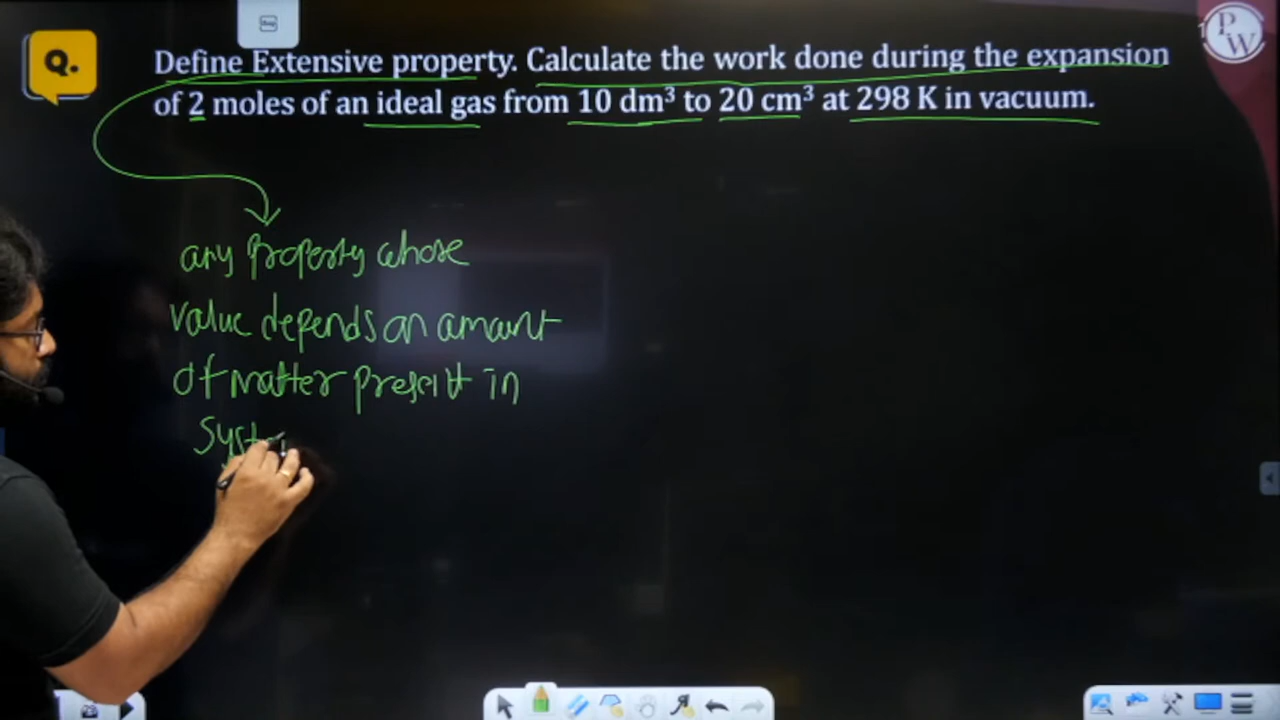 Q.
Define Extensive property. Calculate the work done during the expansion
of 2 moles of an ideal gas from 10 dm³ to 20 cm³ at 298 K in vacuum.
P
W
any property whose
value depends on amount
of matter present in
Syst
29